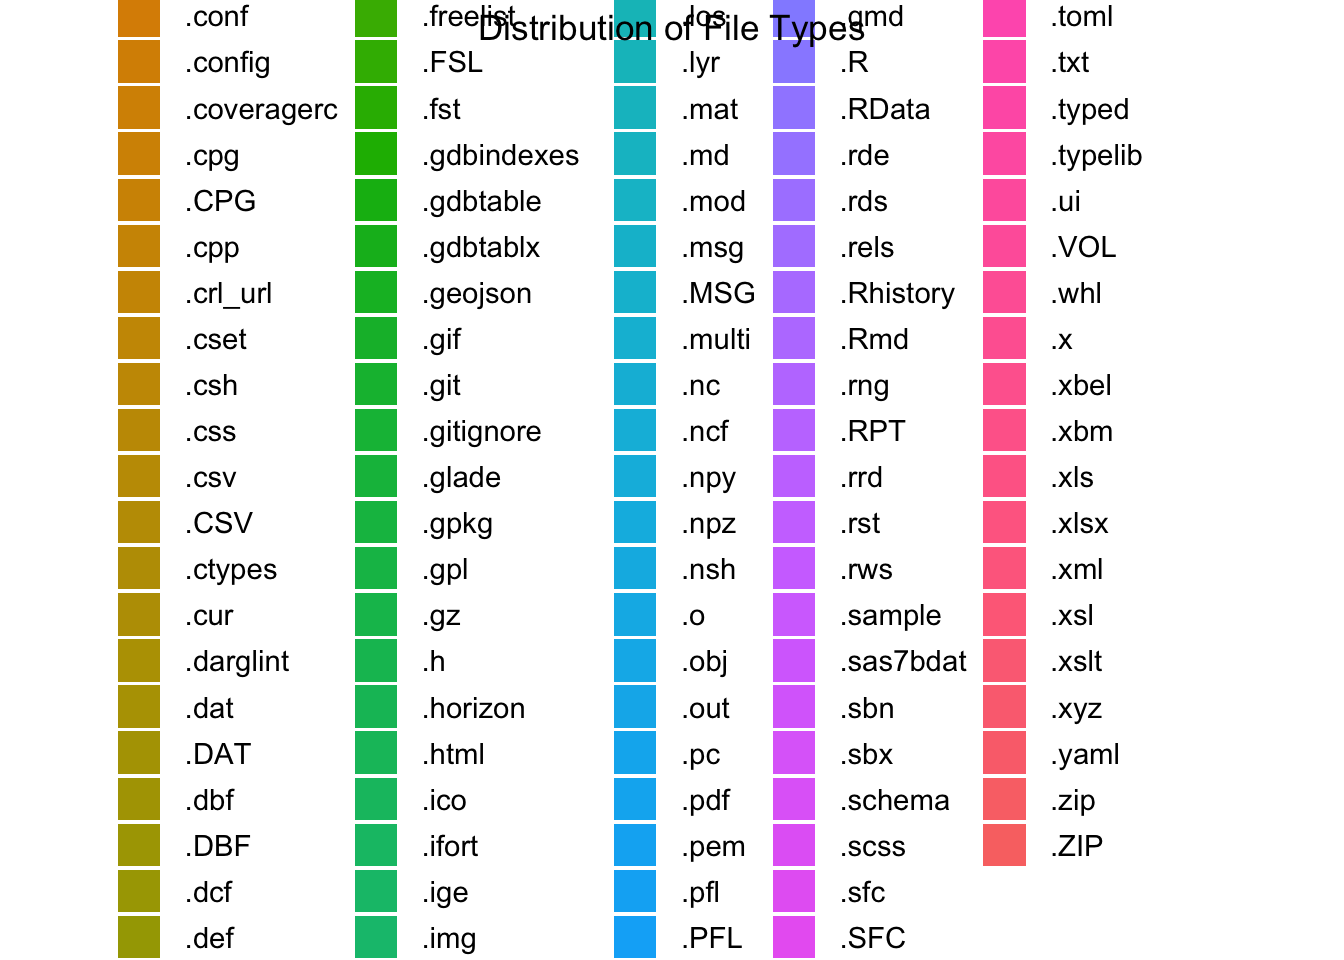 Distribution of File Types
.conf
.config
.coveragerc
.cpg
.CPG
.cpp
.crl_url
.cset
.csh
.css
.csv
.CSV
.ctypes
.cur
.darglint
.dat
.DAT
.dbf
.DBF
.dcf
.def
.freelist
.FSL
.fst
.gdbindexes
.gdbtable
.gdbtablx
.geojson
.gif
.git
.gitignore
.glade
.gpkg
.gpl
.gz
.h
.horizon
.html
.ico
.ifort
.ige
.img
.lyr
.mat
.md
.mod
.msg
.MSG
.multi
.nc
.ncf
.npy
.npz
.nsh
.o
.obj
.out
.pc
.pdf
.pem
.pfl
.PFL
.qmd
.R
.RData
.rde
.rds
.rels
.Rhistory
.Rmd
.rng
.RPT
.rrd
.rst
.rws
.sample
.sas7bdat
.sbn
.sbx
.schema
.scss
.sfc
.SFC
.toml
.txt
.typed
.typelib
.ui
.VOL
.whl
.x
.xbel
.xbm
.xls
.xlsx
.xml
.xsl
.xslt
.xyz
.yaml
.zip
.ZIP